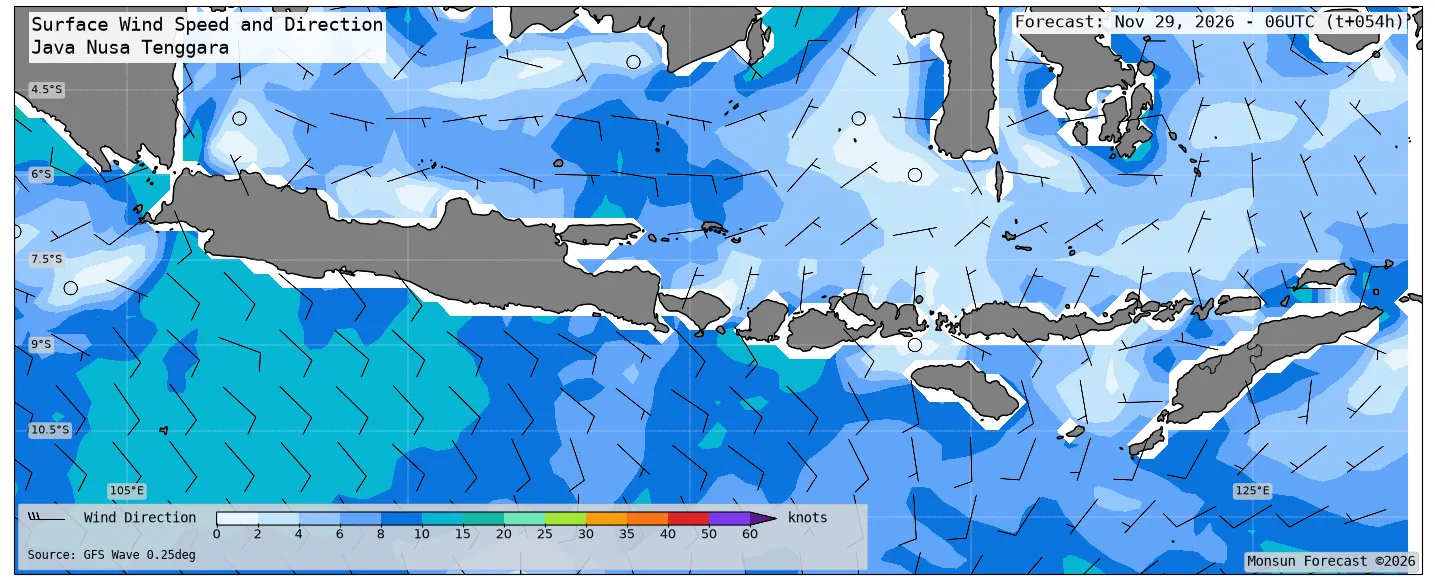 Surface Wind Speed and Direction
Java Nusa Tenggara
Forecast: Nov 29, 2026 - 06UTC (t+054h)
4.5°S
6°S
7.5°S
9°S
10.5°S
105°E
125°E
Wind Direction
0 2 4 6 8 10 15 20 25 30 35 40 50 60
knots
Source: GFS Wave 0.25deg
Monsun Forecast ©2026